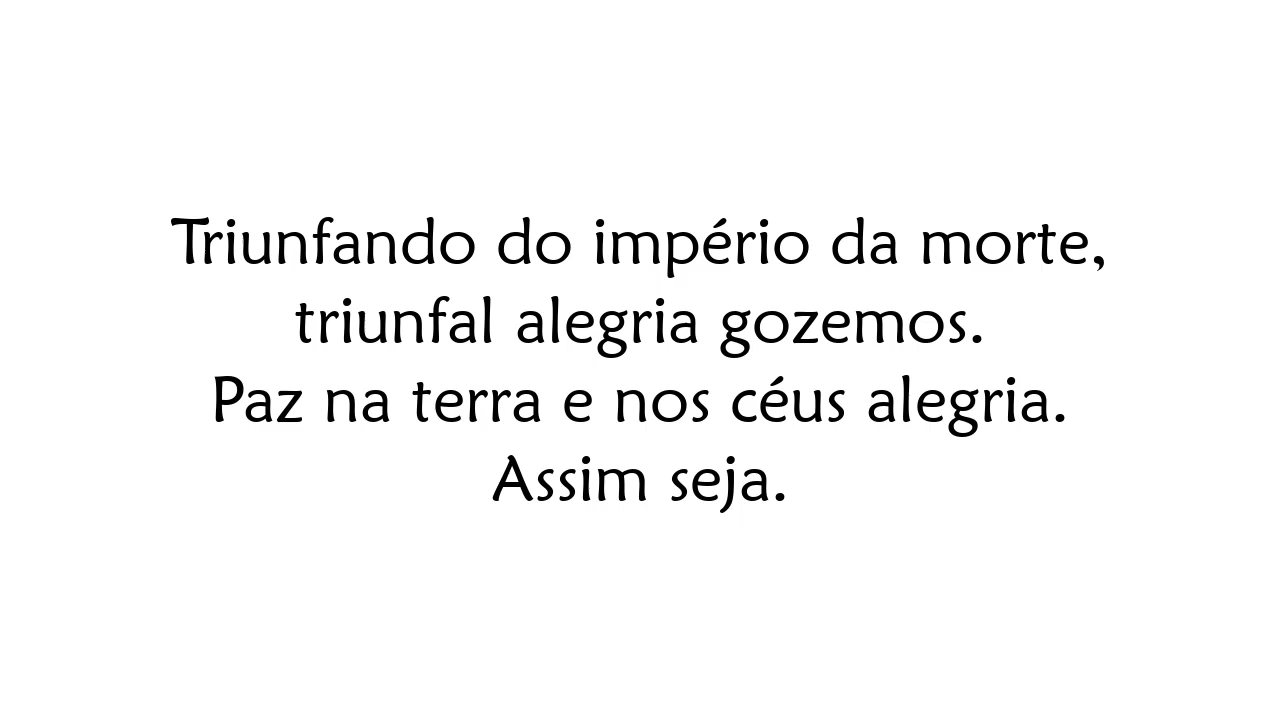 Triunfando do império da morte,
triunfal alegria gozemos.
Paz na terra e nos céus alegria.
Assim seja.